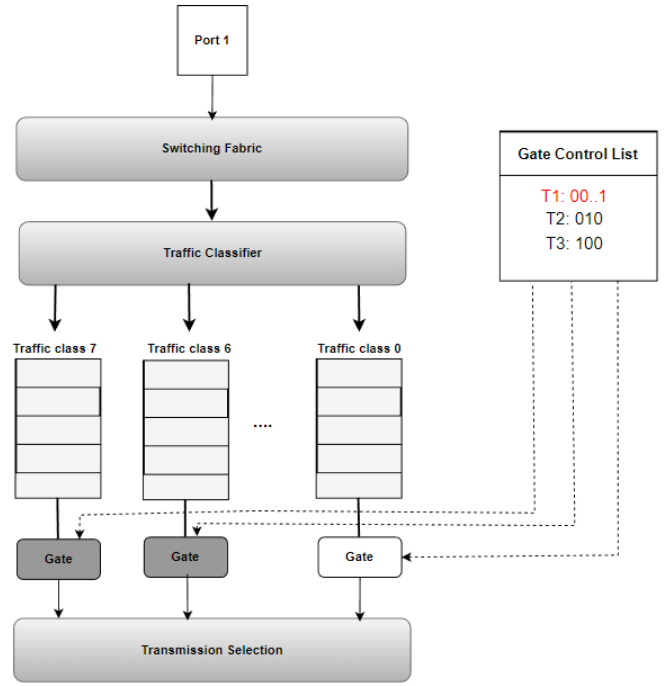 Port 1
Switching Fabric
Gate Control List
T1: 00..1
T2: 010
T3: 100
Traffic Classifier
Traffic class 7
Traffic class 6
Traffic class 0
....
Gate
Gate
Gate
Transmission Selection